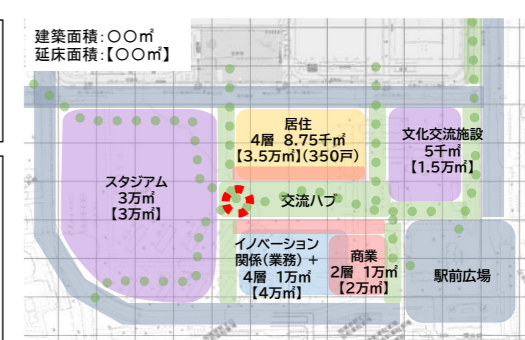 建築面積:〇〇㎡
延床面積:【〇〇㎡】
居住
4層 8.75千㎡
【3.5万㎡】(350戸)
文化交流施設
5千㎡
【1.5万㎡】
スタジアム
3万㎡
【3万㎡】
交流ハブ
イノベーション
関係(業務) +
4層 1万㎡
【4万㎡】
商業
2層 1万㎡
【2万㎡】
駅前広場